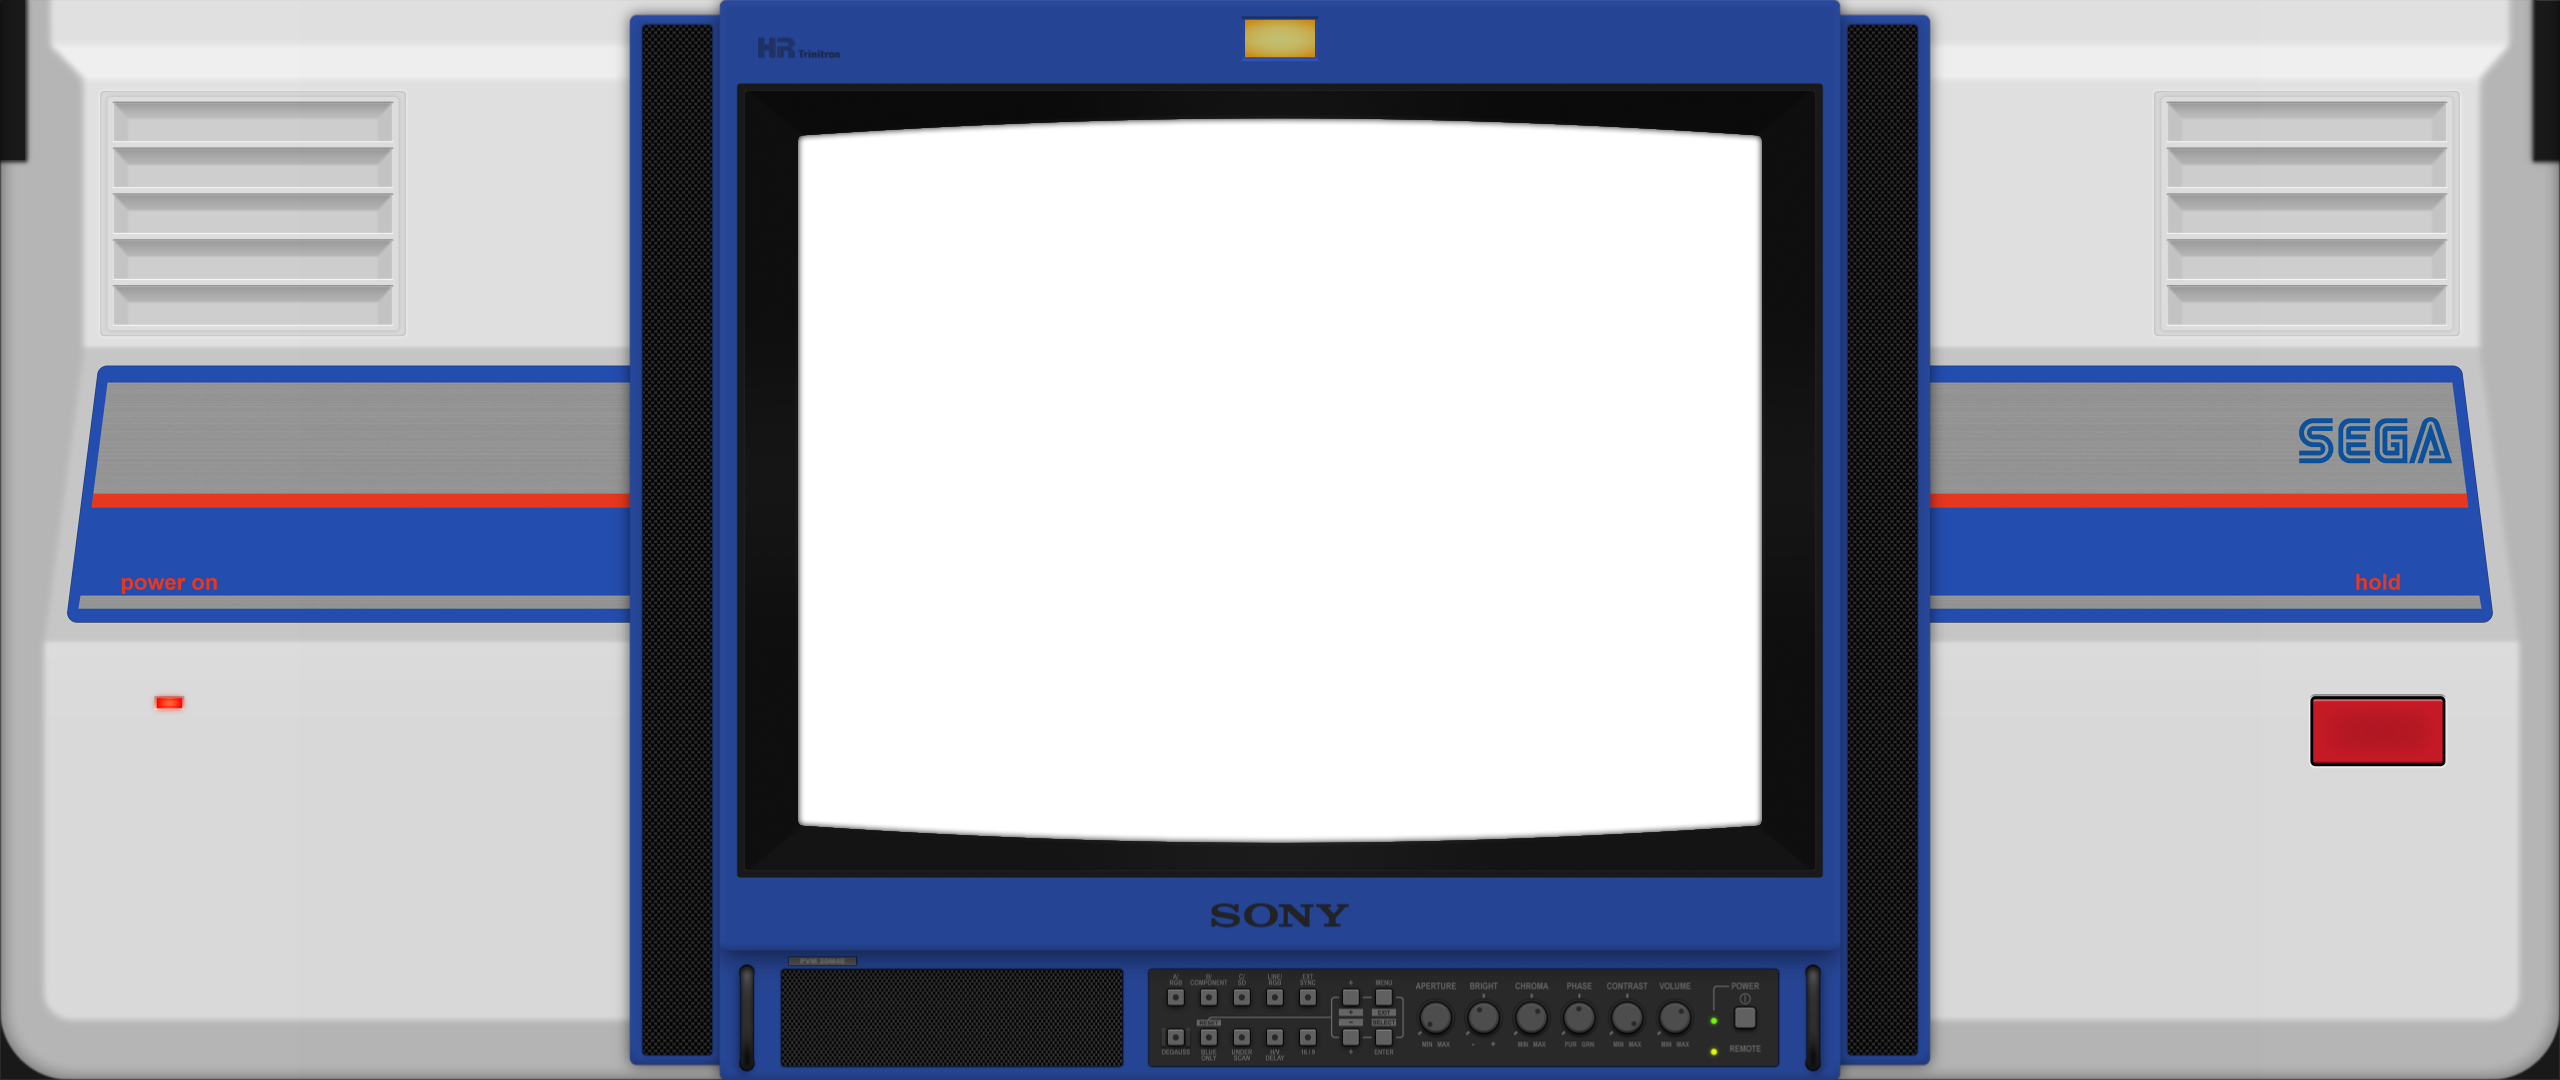 HR Trinitron
SEGA
power on
hold
SONY
PVM 20M4E
A/ RGB
B/ COMPONENT
C/ SD
LINE/ RGB
EXT SYNC
MENU
APERTURE
BRIGHT
CHROMA
PHASE
CONTRAST
VOLUME
POWER
RESET
EXIT
SELECT
DEGAUSS
BLUE ONLY
UNDER SCAN
H/V DELAY
16 / 9
ENTER
MIN MAX
- +
MIN MAX
PUR GRN
MIN MAX
MIN MAX
REMOTE